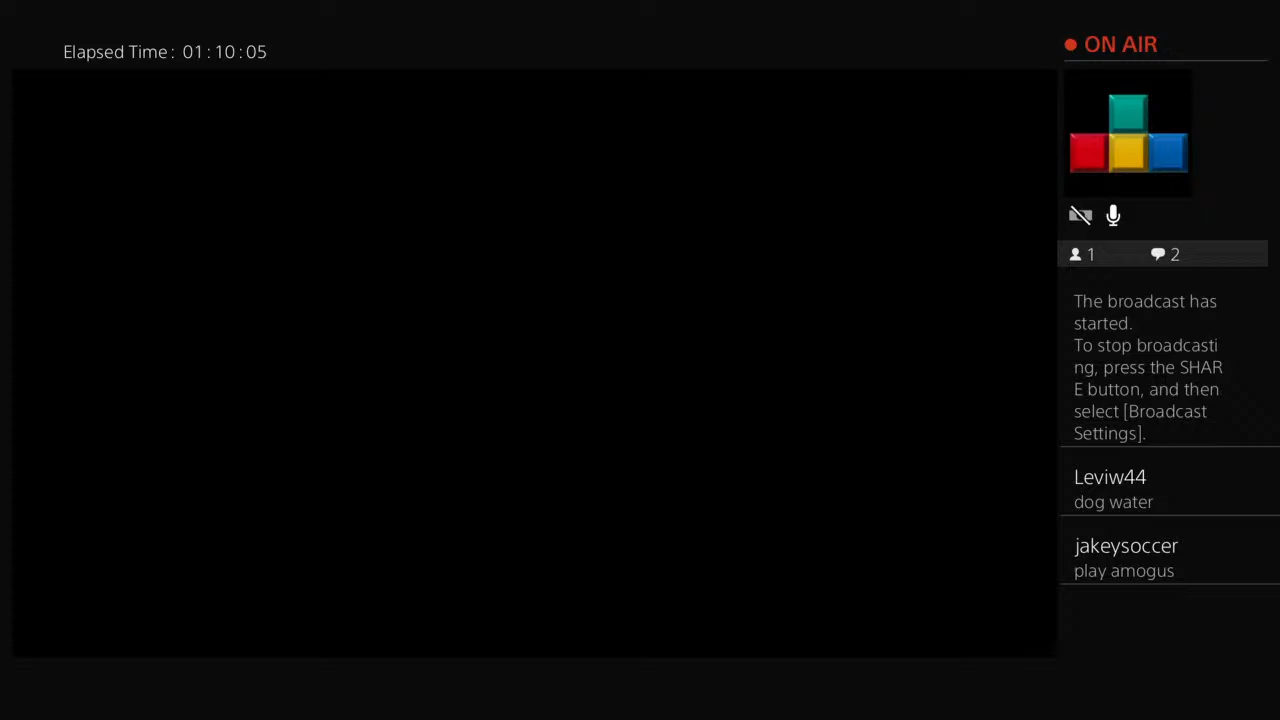 Elapsed Time: 01:10:05
ON AIR
1 2
The broadcast has
started.
To stop broadcasti
ng, press the SHAR
E button, and then
select [Broadcast
Settings].
Leviw44
dog water
jakeysoccer
play amogus